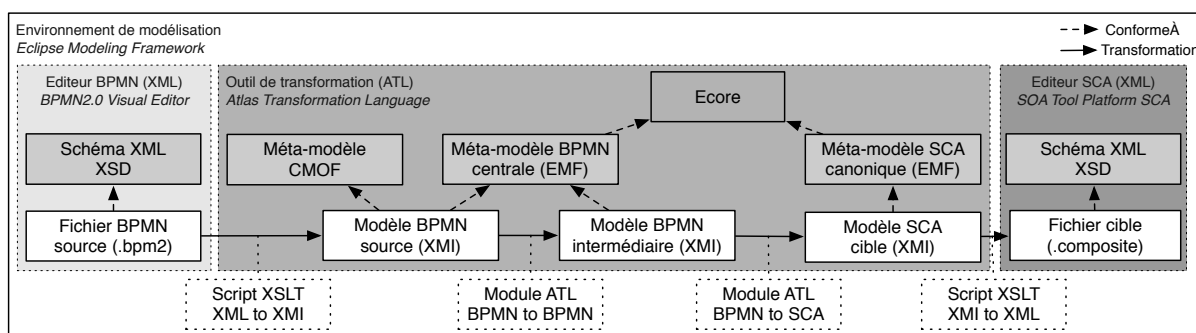 Environnement de modélisation
Eclipse Modeling Framework
ConformeÀ
Transformation
Editeur BPMN (XML)
BPMN2.0 Visual Editor
Outil de transformation (ATL)
Atlas Transformation Language
Ecore
Editeur SCA (XML)
SOA Tool Platform SCA
Schéma XML
XSD
Méta-modèle
CMOF
Méta-modèle BPMN
centrale (EMF)
Méta-modèle SCA
canonique (EMF)
Schéma XML
XSD
Fichier BPMN
source (.bpm2)
Modèle BPMN
source (XMI)
Modèle BPMN
intermédiaire (XMI)
Modèle SCA
cible (XMI)
Fichier cible
(.composite)
Script XSLT
XML to XMI
Module ATL
BPMN to BPMN
Module ATL
BPMN to SCA
Script XSLT
XMI to XML